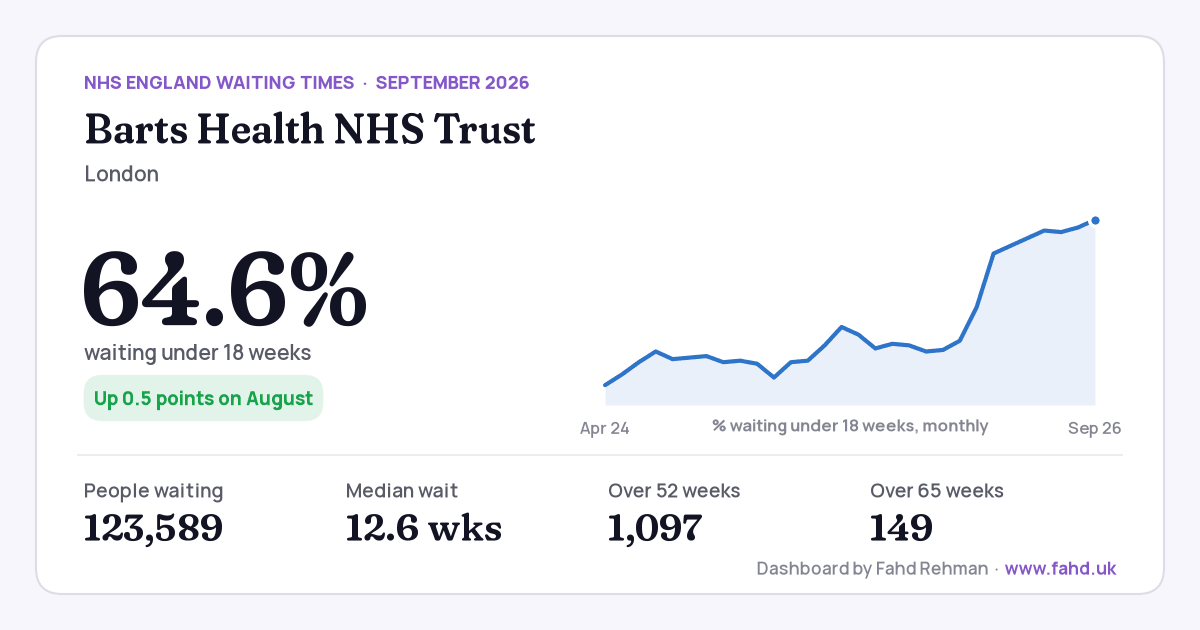 NHS ENGLAND WAITING TIMES · SEPTEMBER 2026
Barts Health NHS Trust
London
64.6%
waiting under 18 weeks
Up 0.5 points on August
Apr 24
% waiting under 18 weeks, monthly
Sep 26
People waiting
123,589
Median wait
12.6 wks
Over 52 weeks
1,097
Over 65 weeks
149
Dashboard by Fahd Rehman · www.fahd.uk